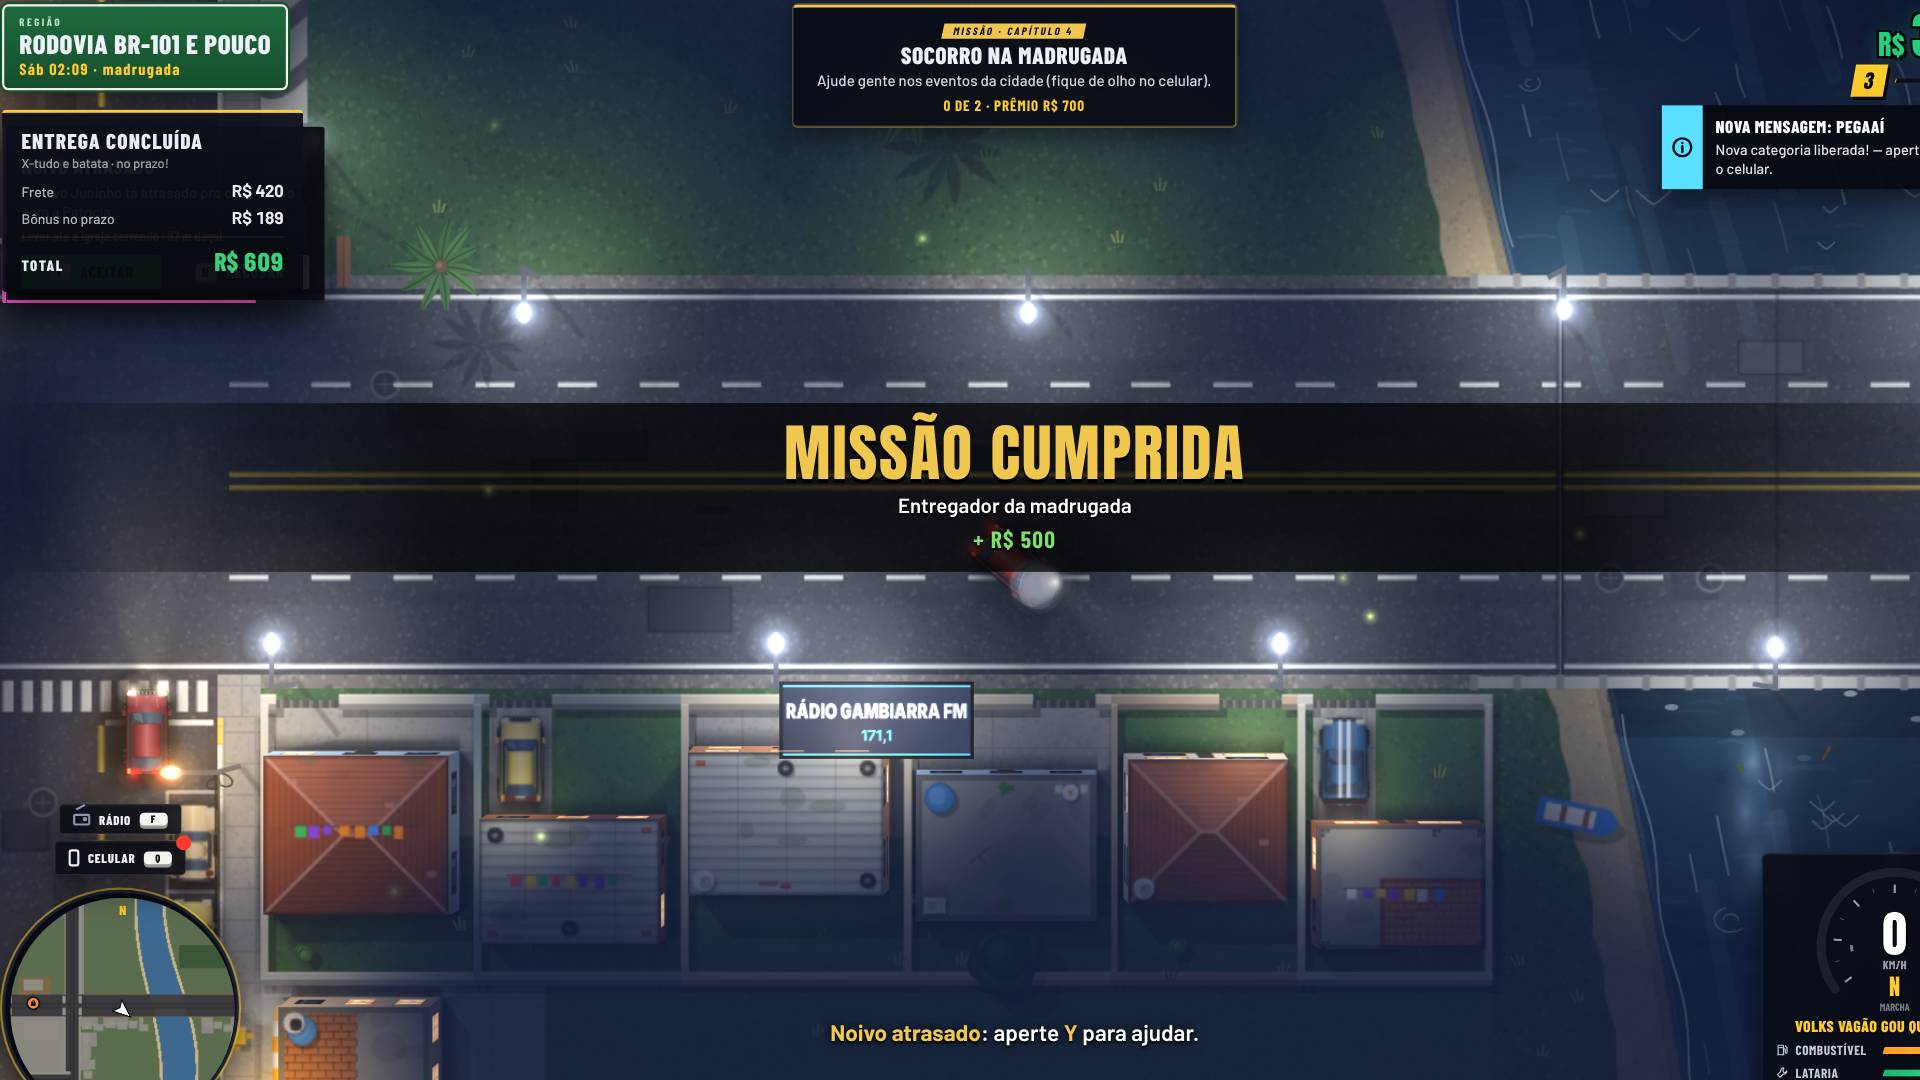 REGIÃO
RODOVIA BR-101 E POUCO
Sáb 02:09 · madrugada
MISSÃO · CAPÍTULO 4
SOCORRO NA MADRUGADA
Ajude gente nos eventos da cidade (fique de olho no celular).
0 DE 2 · PRÊMIO R$ 700
R$
3
NOVA MENSAGEM: PEGAAÍ
Nova categoria liberada! — apert
o celular.
ENTREGA CONCLUÍDA
X-tudo e batata · no prazo!
Frete R$ 420
Bônus no prazo R$ 189
TOTAL R$ 609
MISSÃO CUMPRIDA
Entregador da madrugada
+ R$ 500
RÁDIO GAMBIARRA FM
171,1
RÁDIO F
CELULAR Q
N
Noivo atrasado: aperte Y para ajudar.
0
KM/H
N
MARCHA
VOLKS VAGÃO GOU QU
COMBUSTÍVEL
LATARIA